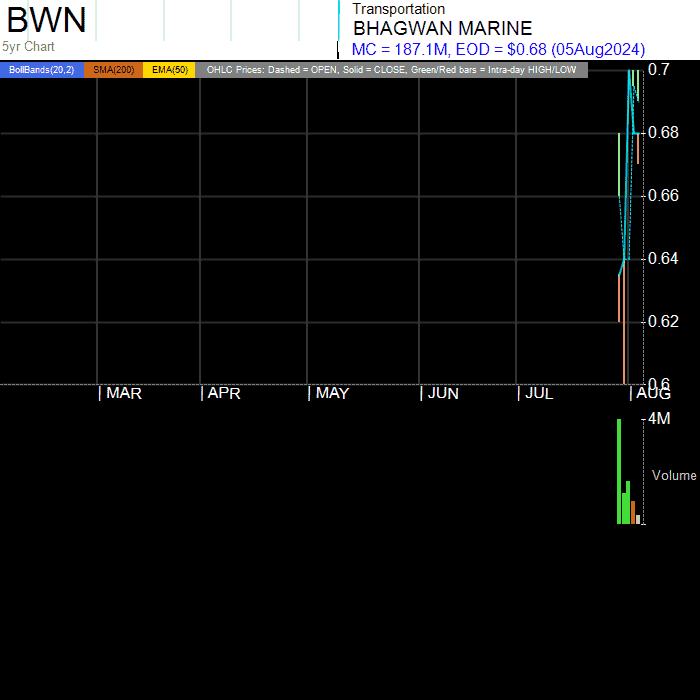 BWN
5yr Chart
Transportation
BHAGWAN MARINE
MC = 187.1M, EOD = $0.68 (05Aug2024)
BollBands(20,2) SMA(200) EMA(50) OHLC Prices: Dashed = OPEN, Solid = CLOSE, Green/Red bars = Intra-day HIGH/LOW
0.7
0.68
0.66
0.64
0.62
0.6
| MAR | APR | MAY | JUN | JUL | AUG
4M
Volume